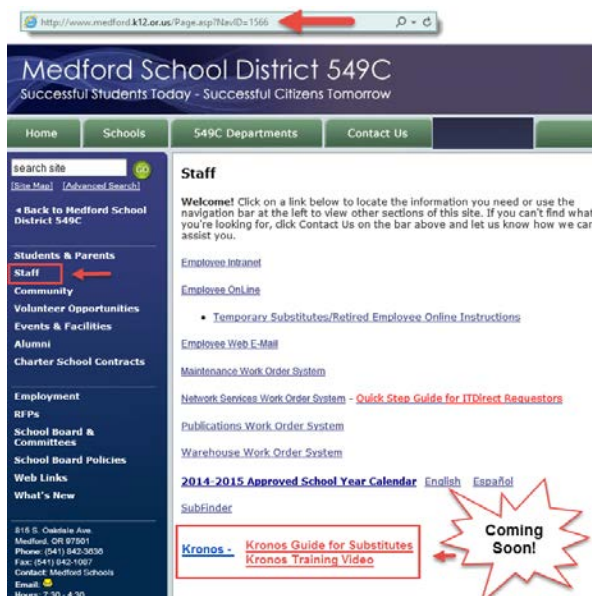 http://www.medford.k12.or.us/Page.asp?NavID=1566
Medford School District 549C
Successful Students Today - Successful Citizens Tomorrow
Home Schools 549C Departments Contact Us
search site GO
[Site Map] [Advanced Search]
Back to Medford School
District 549C
Students & Parents
Staff
Community
Volunteer Opportunities
Events & Facilities
Alumni
Charter School Contracts
Employment
RFPs
School Board &
Committees
School Board Policies
Web Links
What's New
816 S. Oakdale Ave.
Medford, OR 97501
Phone: (541) 842-3636
Fax: (541) 842-1087
Contact: Medford Schools
Email:
Hours: 7:30 - 4:30
Staff
Welcome! Click on a link below to locate the information you need or use the
navigation bar at the left to view other sections of this site. If you can't find what
you're looking for, click Contact Us on the bar above and let us know how we can
assist you.
Employee Intranet
Employee OnLine
• Temporary Substitutes/Retired Employee Online Instructions
Employee Web E-Mail
Maintenance Work Order System
Network Services Work Order System - Quick Step Guide for ITDirect Requestors
Publications Work Order System
Warehouse Work Order System
2014-2015 Approved School Year Calendar English Español
SubFinder
Kronos - Kronos Guide for Substitutes
Kronos Training Video
Coming
Soon!